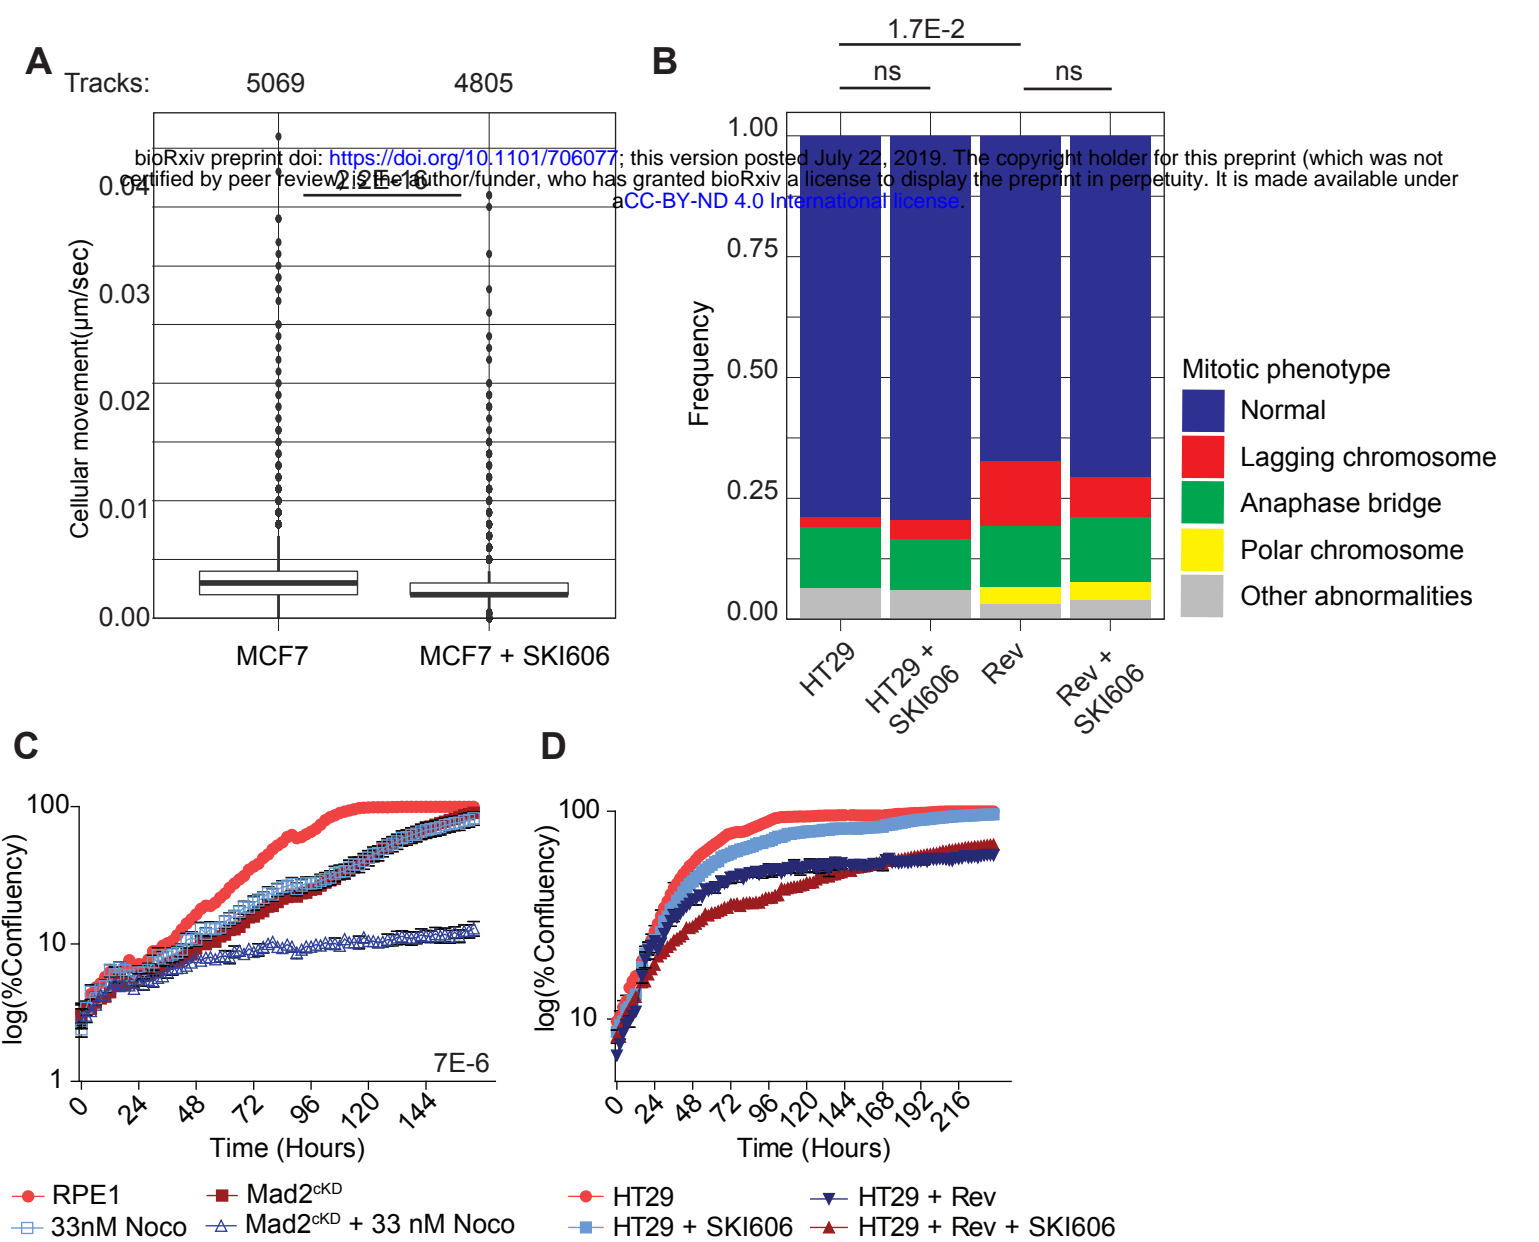 A
Tracks:
5069
4805
bioRxiv preprint doi: https://doi.org/10.1101/706077; this version posted July 22, 2019. The copyright holder for this preprint (which was not
certified by peer review) is the author/funder, who has granted bioRxiv a license to display the preprint in perpetuity. It is made available under
aCC-BY-ND 4.0 International license.
2.2E-16
Cellular movement(µm/sec)
0.04
0.03
0.02
0.01
0.00
MCF7
MCF7 + SKI606
B
1.7E-2
ns
ns
Frequency
1.00
0.75
0.50
0.25
0.00
HT29
HT29 +
SKI606
Rev
Rev +
SKI606
Mitotic phenotype
Normal
Lagging chromosome
Anaphase bridge
Polar chromosome
Other abnormalities
C
log(%Confluency)
100
10
1
7E-6
0
24
48
72
96
120
144
Time (Hours)
RPE1
Mad2cKD
33nM Noco
Mad2cKD + 33 nM Noco
D
log(%Confluency)
100
10
0
24
48
72
96
120
144
168
192
216
Time (Hours)
HT29
HT29 + Rev
HT29 + SKI606
HT29 + Rev + SKI606